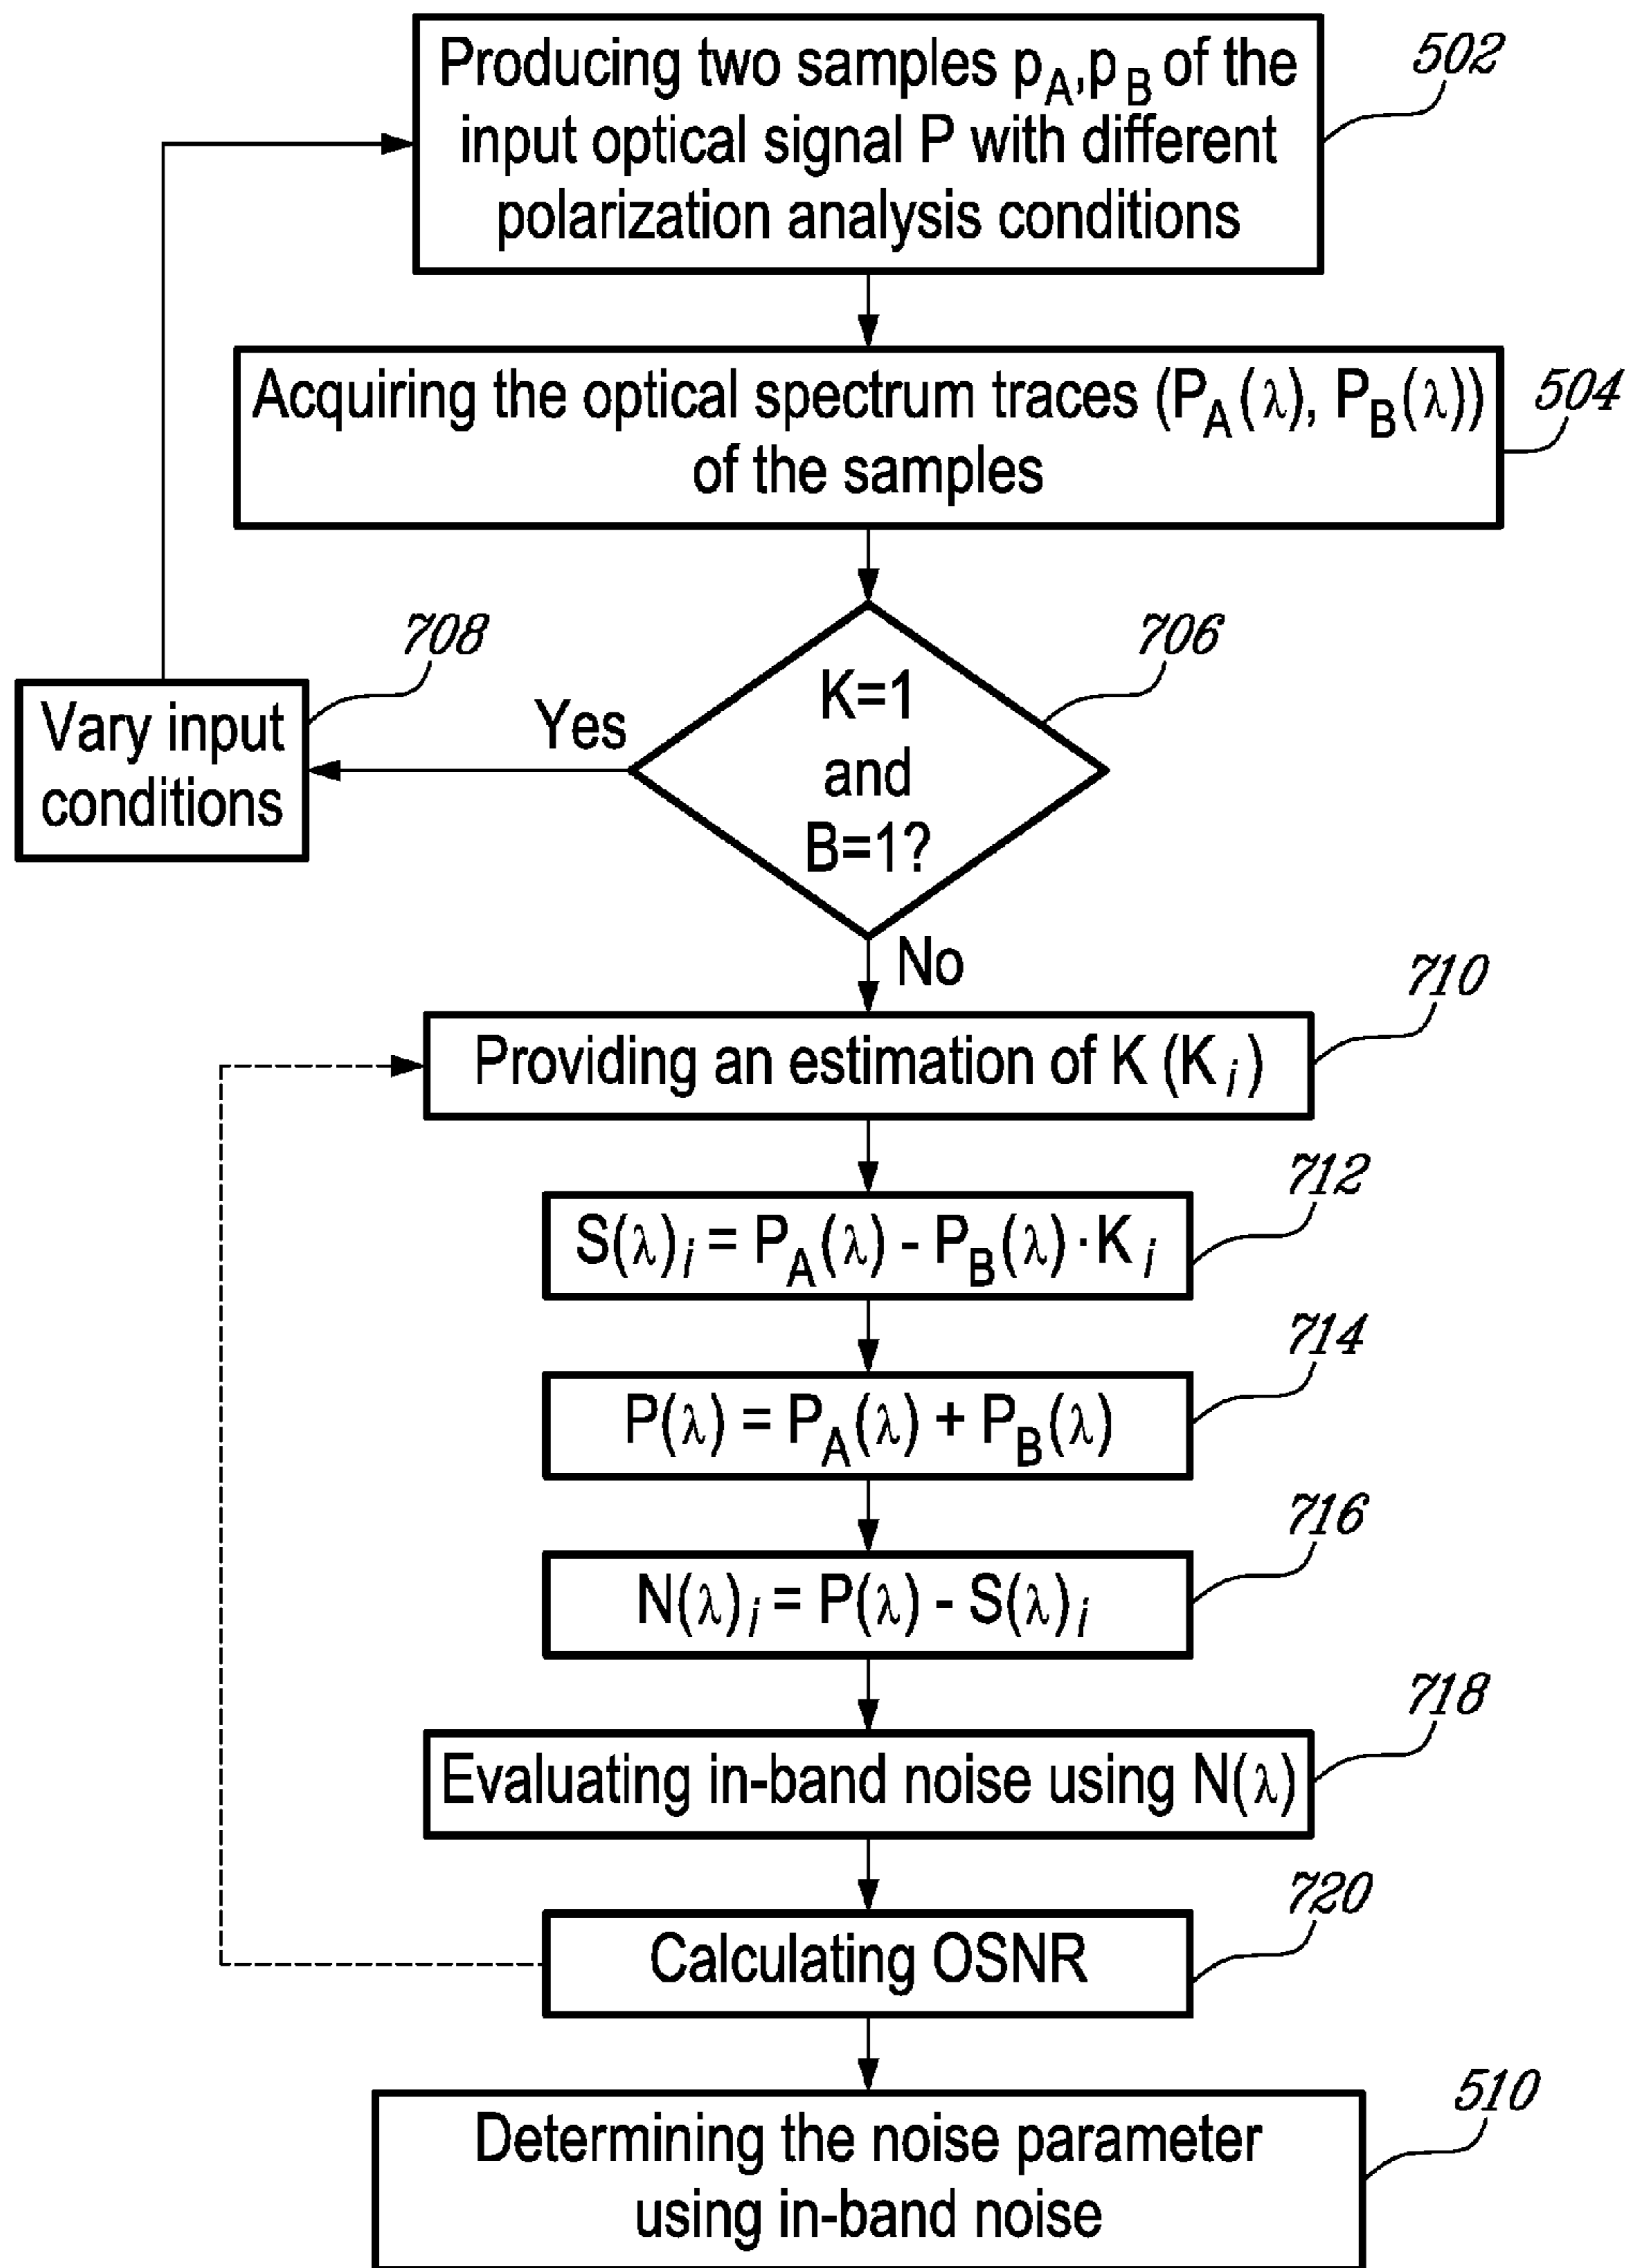 Producing two samples pA,pB of the
input optical signal P with different
polarization analysis conditions
502
Acquiring the optical spectrum traces (PA(λ), PB(λ))
of the samples
504
K=1
and
B=1?
706
Yes
Vary input
conditions
708
No
Providing an estimation of K (Ki)
710
S(λ)i = PA(λ) - PB(λ)·Ki
712
P(λ) = PA(λ) + PB(λ)
714
N(λ)i = P(λ) - S(λ)i
716
Evaluating in-band noise using N(λ)
718
Calculating OSNR
720
Determining the noise parameter
using in-band noise
510